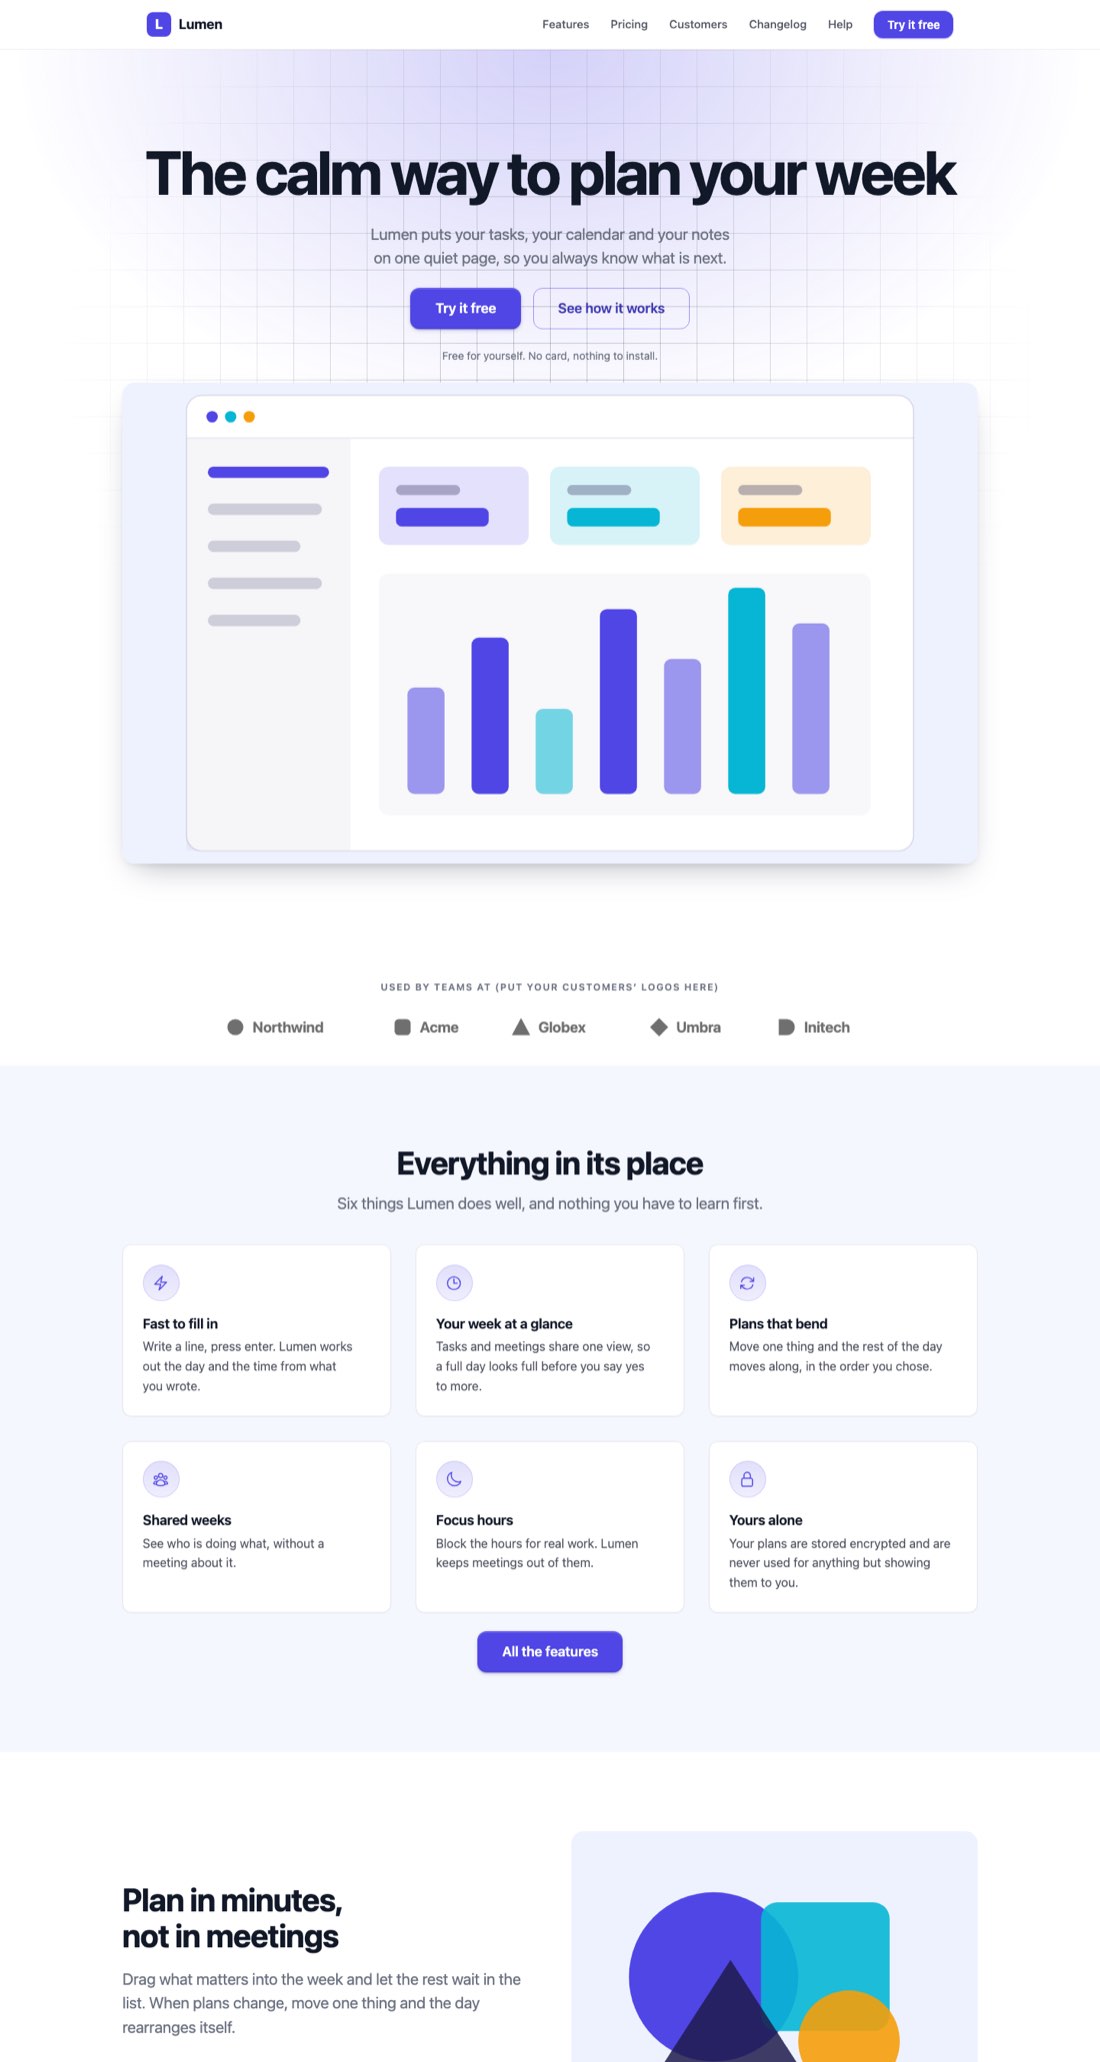 L Lumen
Features Pricing Customers Changelog Help Try it free
The calm way to plan your week
Lumen puts your tasks, your calendar and your notes
on one quiet page, so you always know what is next.
Try it free See how it works
Free for yourself. No card, nothing to install.
USED BY TEAMS AT (PUT YOUR CUSTOMERS' LOGOS HERE)
Northwind Acme Globex Umbra Initech
Everything in its place
Six things Lumen does well, and nothing you have to learn first.
Fast to fill in
Write a line, press enter. Lumen works
out the day and the time from what
you wrote.
Your week at a glance
Tasks and meetings share one view, so
a full day looks full before you say yes
to more.
Plans that bend
Move one thing and the rest of the day
moves along, in the order you chose.
Shared weeks
See who is doing what, without a
meeting about it.
Focus hours
Block the hours for real work. Lumen
keeps meetings out of them.
Yours alone
Your plans are stored encrypted and are
never used for anything but showing
them to you.
All the features
Plan in minutes,
not in meetings
Drag what matters into the week and let the rest wait in the
list. When plans change, move one thing and the day
rearranges itself.